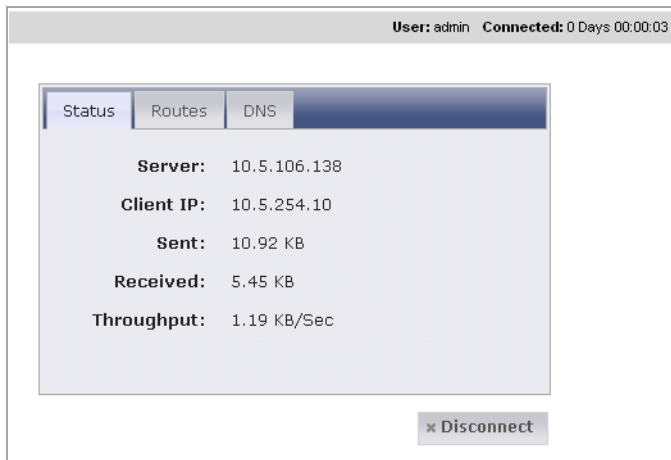 User: admin Connected: 0 Days 00:00:03
Status Routes DNS
Server: 10.5.106.138
Client IP: 10.5.254.10
Sent: 10.92 KB
Received: 5.45 KB
Throughput: 1.19 KB/Sec
× Disconnect